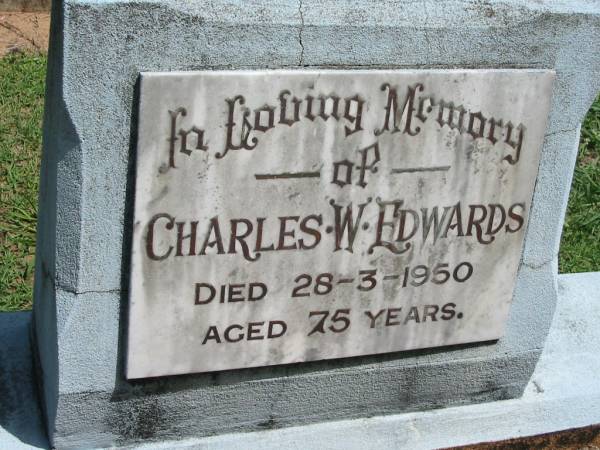 In Loving Memory
of
CHARLES·W·EDWARDS
DIED 28-3-1950
AGED 75 YEARS.